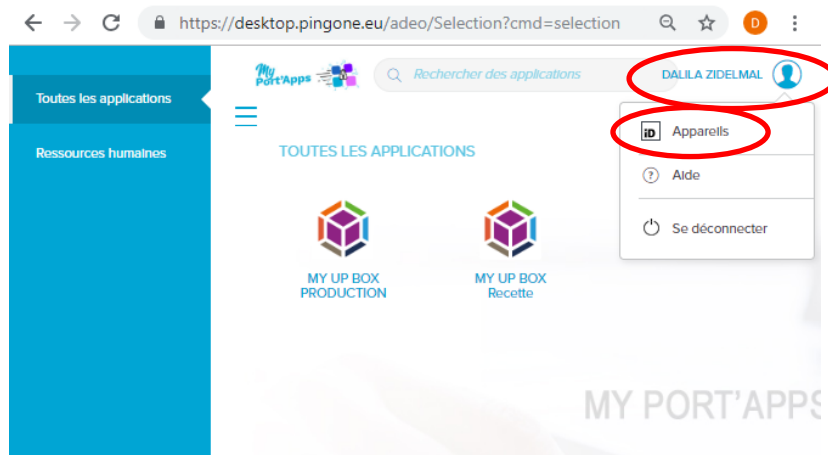 https://desktop.pingone.eu/adeo/Selection?cmd=selection
D
My Port'Apps
Rechercher des applications
DALILA ZIDELMAL
Toutes les applications
Ressources humaines
iD Appareils
? Aide
Se déconnecter
TOUTES LES APPLICATIONS
MY UP BOX
PRODUCTION
MY UP BOX
Recette
MY PORT'APPS